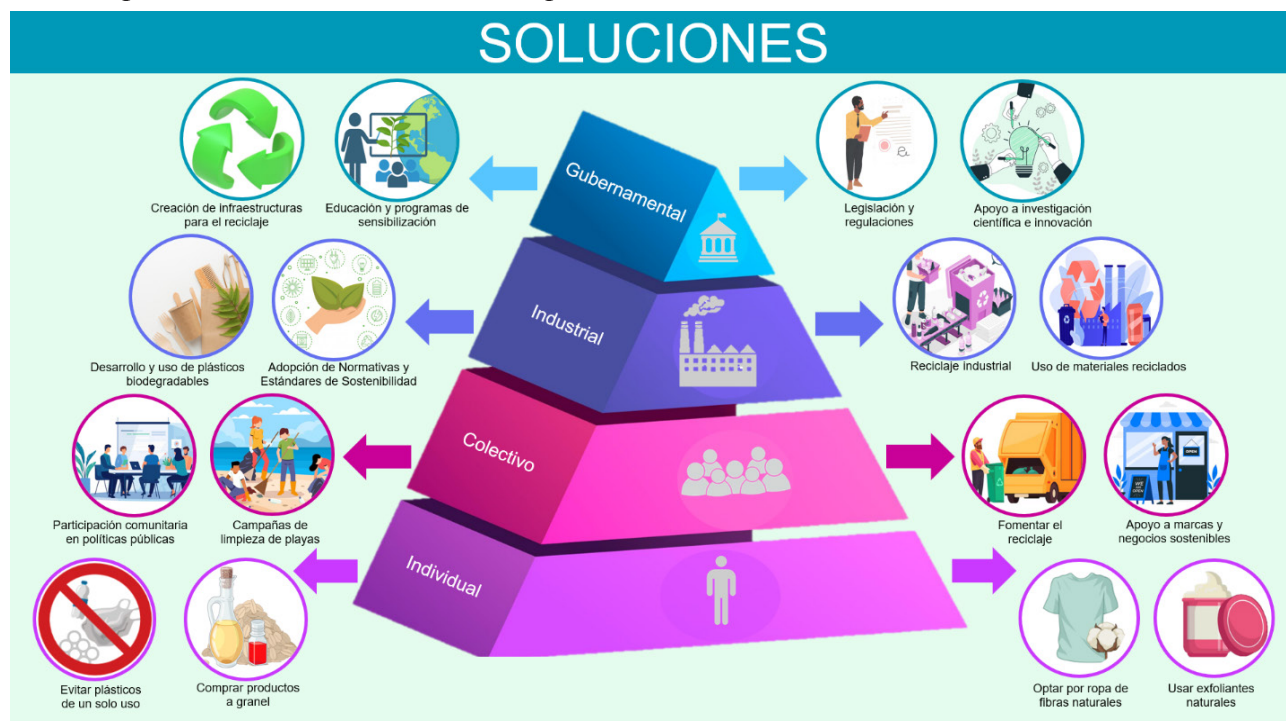 SOLUCIONES
Gubernamental
Creación de infraestructuras
para el reciclaje
Educación y programas de
sensibilización
Legislación y
regulaciones
Apoyo a investigación
científica e innovación
Industrial
Desarrollo y uso de plásticos
biodegradables
Adopción de Normativas y
Estándares de Sostenibilidad
Reciclaje industrial
Uso de materiales reciclados
Colectivo
Participación comunitaria
en políticas públicas
Campañas de
limpieza de playas
Fomentar el
reciclaje
OPEN
WE
OPEN
Apoyo a marcas y
negocios sostenibles
Individual
Evitar plásticos
de un solo uso
Comprar productos
a granel
Optar por ropa de
fibras naturales
Usar exfoliantes
naturales